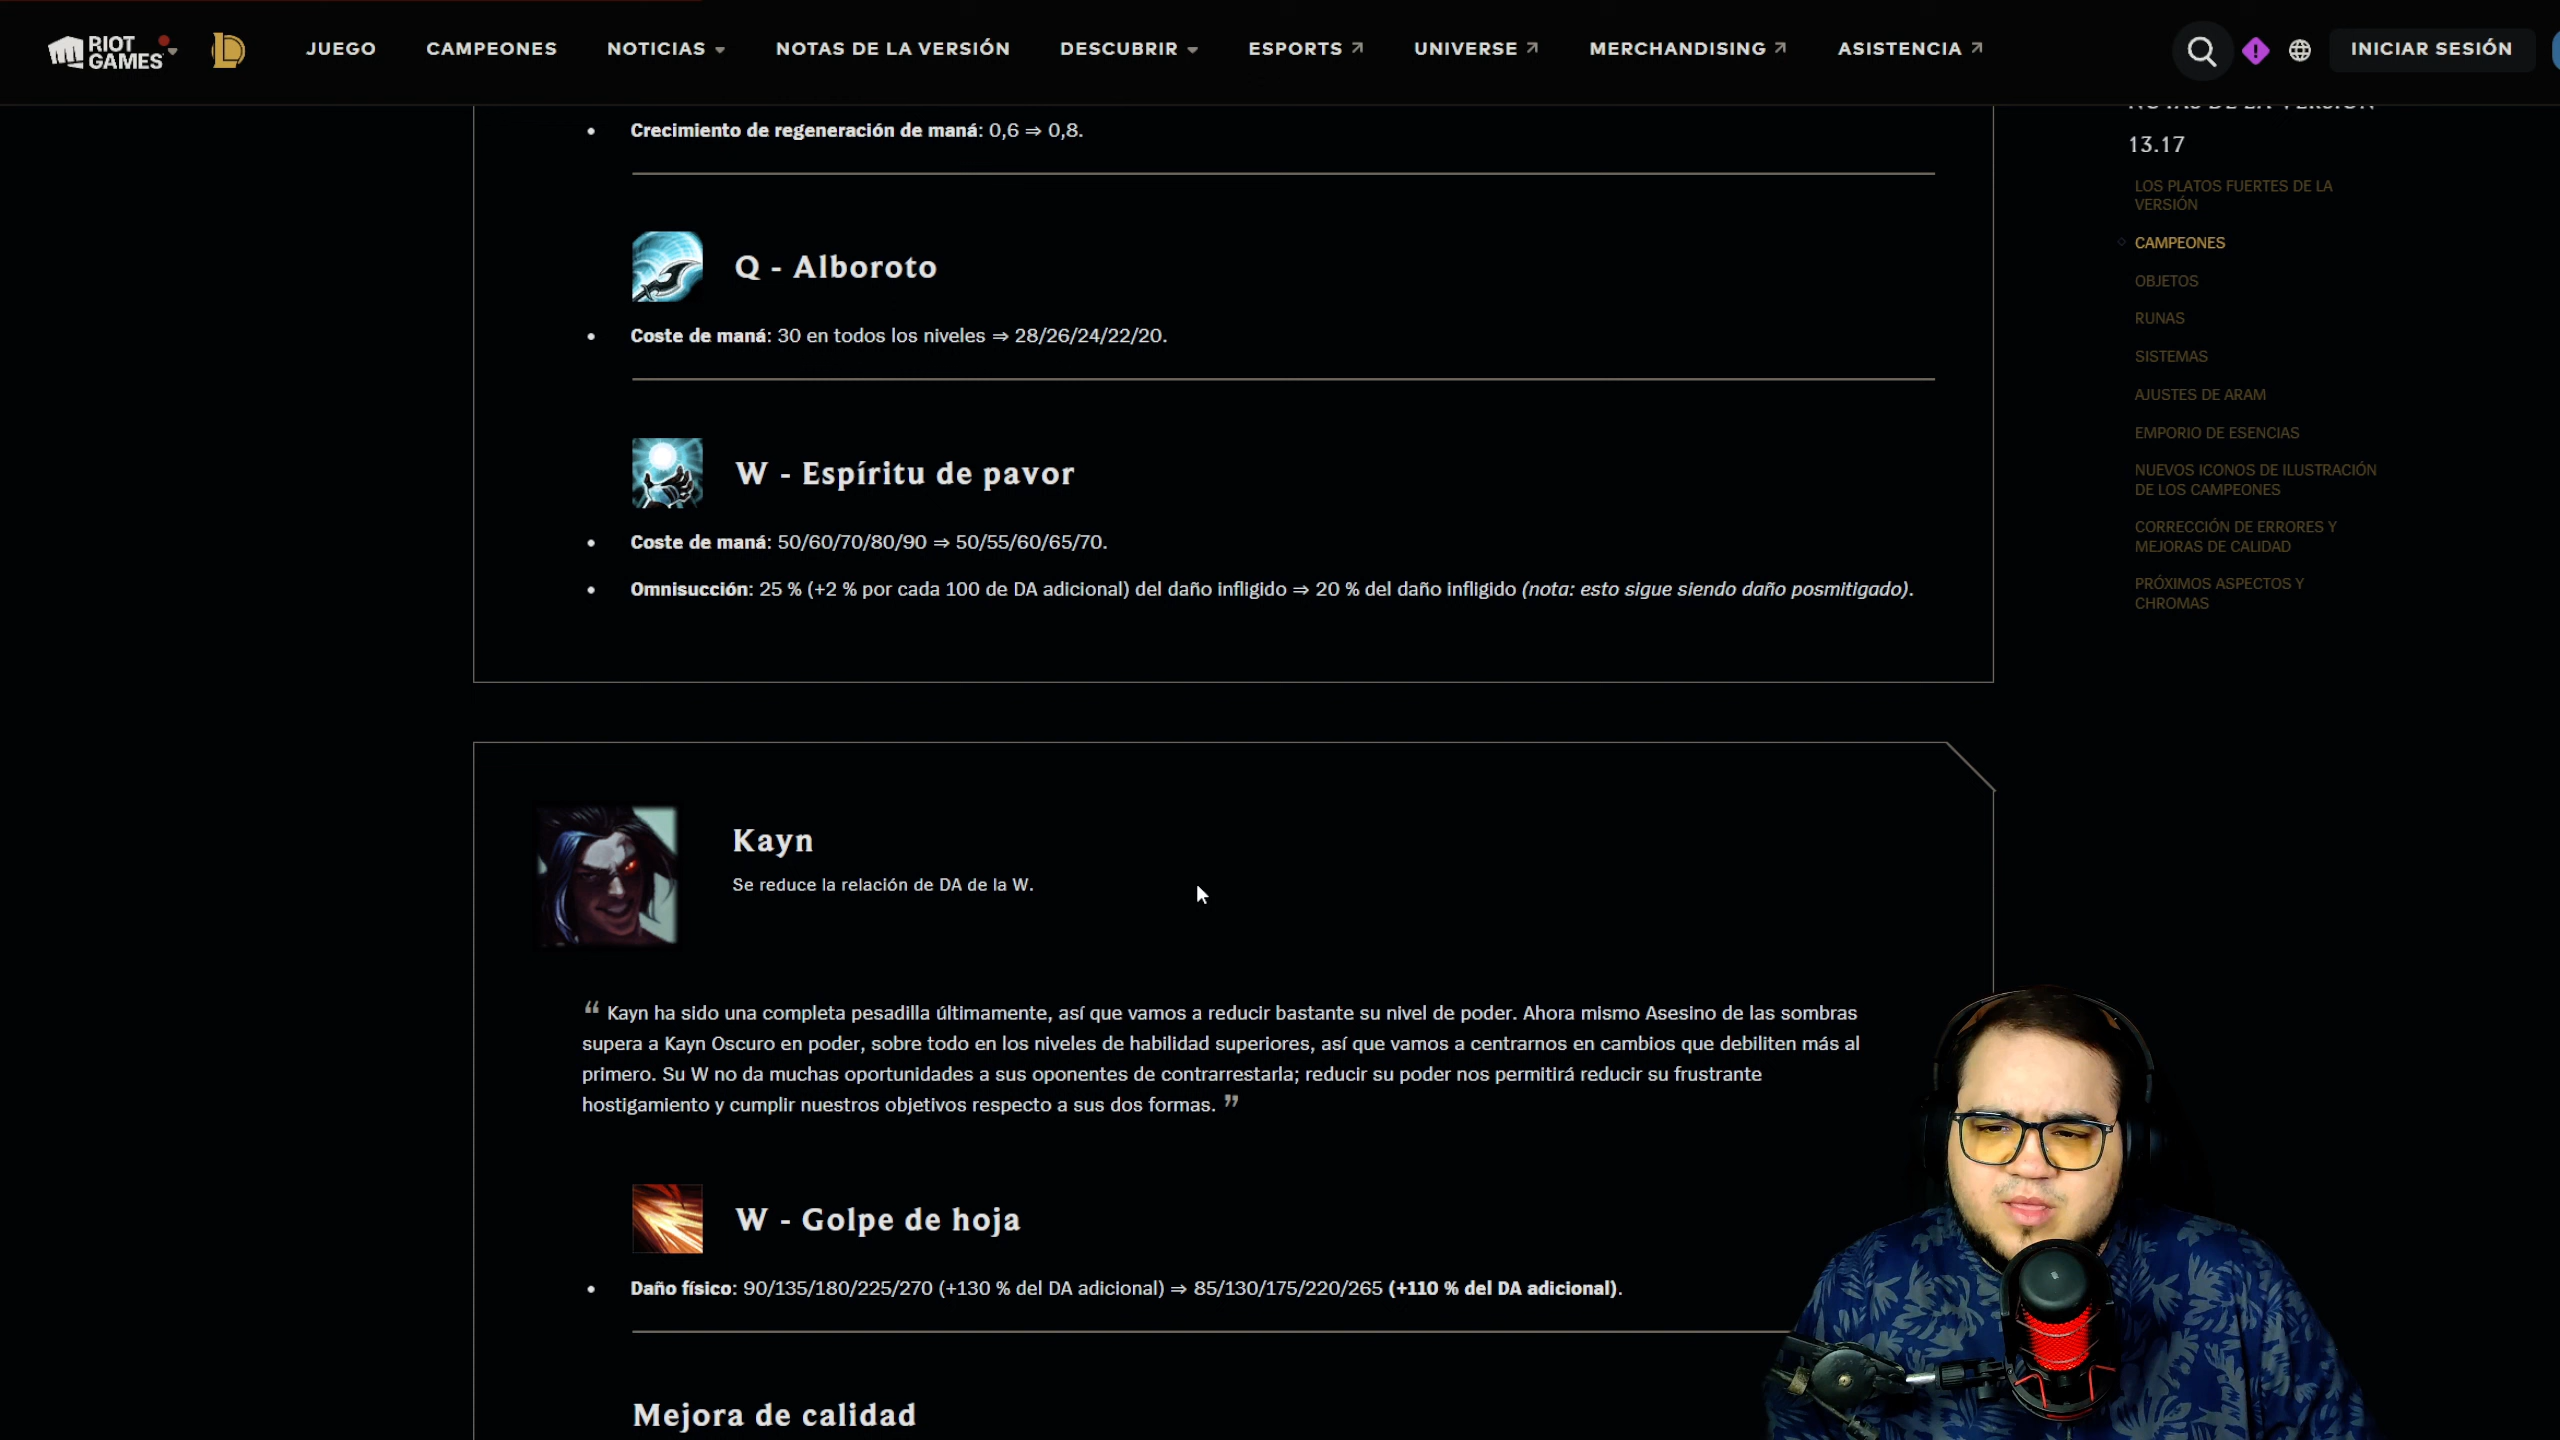 RIOT GAMES
JUEGO
CAMPEONES
NOTICIAS
NOTAS DE LA VERSIÓN
DESCUBRIR
ESPORTS
UNIVERSE
MERCHANDISING
ASISTENCIA
INICIAR SESIÓN
Crecimiento de regeneración de maná: 0,6 ⇒ 0,8.
Q - Alboroto
Coste de maná: 30 en todos los niveles ⇒ 28/26/24/22/20.
W - Espíritu de pavor
Coste de maná: 50/60/70/80/90 ⇒ 50/55/60/65/70.
Omnisucción: 25 % (+2 % por cada 100 de DA adicional) del daño infligido ⇒ 20 % del daño infligido (nota: esto sigue siendo daño posmitigado).
Kayn
Se reduce la relación de DA de la W.
“ Kayn ha sido una completa pesadilla últimamente, así que vamos a reducir bastante su nivel de poder. Ahora mismo Asesino de las sombras
supera a Kayn Oscuro en poder, sobre todo en los niveles de habilidad superiores, así que vamos a centrarnos en cambios que debiliten más al
primero. Su W no da muchas oportunidades a sus oponentes de contrarrestarla; reducir su poder nos permitirá reducir su frustrante
hostigamiento y cumplir nuestros objetivos respecto a sus dos formas. ”
W - Golpe de hoja
Daño físico: 90/135/180/225/270 (+130 % del DA adicional) ⇒ 85/130/175/220/265 (+110 % del DA adicional).
Mejora de calidad
NOTAS DE LA VERSIÓN
13.17
LOS PLATOS FUERTES DE LA
VERSIÓN
CAMPEONES
OBJETOS
RUNAS
SISTEMAS
AJUSTES DE ARAM
EMPORIO DE ESENCIAS
NUEVOS ICONOS DE ILUSTRACIÓN
DE LOS CAMPEONES
CORRECCIÓN DE ERRORES Y
MEJORAS DE CALIDAD
PRÓXIMOS ASPECTOS Y
CHROMAS